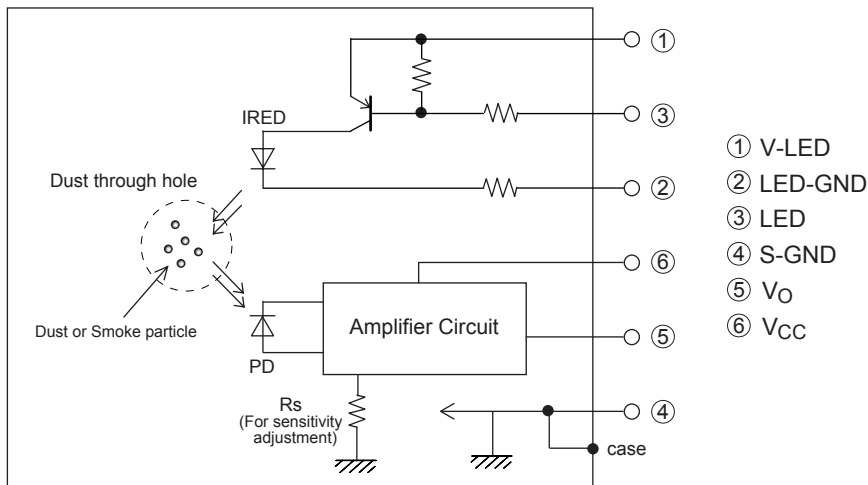 ①
IRED
③
① V-LED
② LED-GND
③ LED
④ S-GND
⑤ VO
⑥ VCC
Dust through hole
②
⑥
Amplifier Circuit
Dust or Smoke particle
⑤
PD
Rs
(For sensitivity
adjustment)
④
case